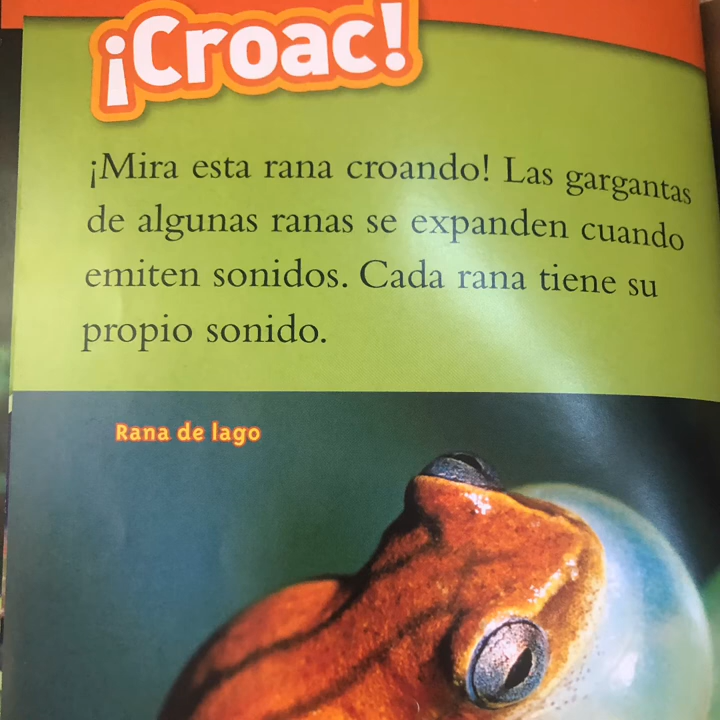 ¡Croac!
¡Mira esta rana croando! Las gargantas
de algunas ranas se expanden cuando
emiten sonidos. Cada rana tiene su
propio sonido.
Rana de lago